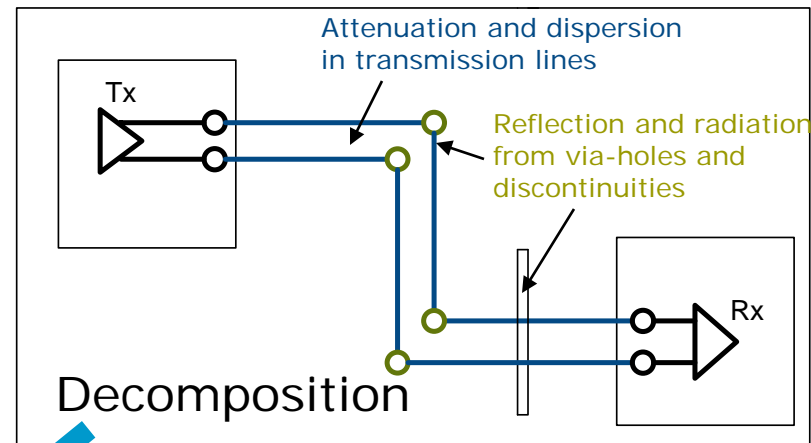 Attenuation and dispersion
in transmission lines
Tx
Reflection and radiation
from via-holes and
discontinuities
Rx
Decomposition